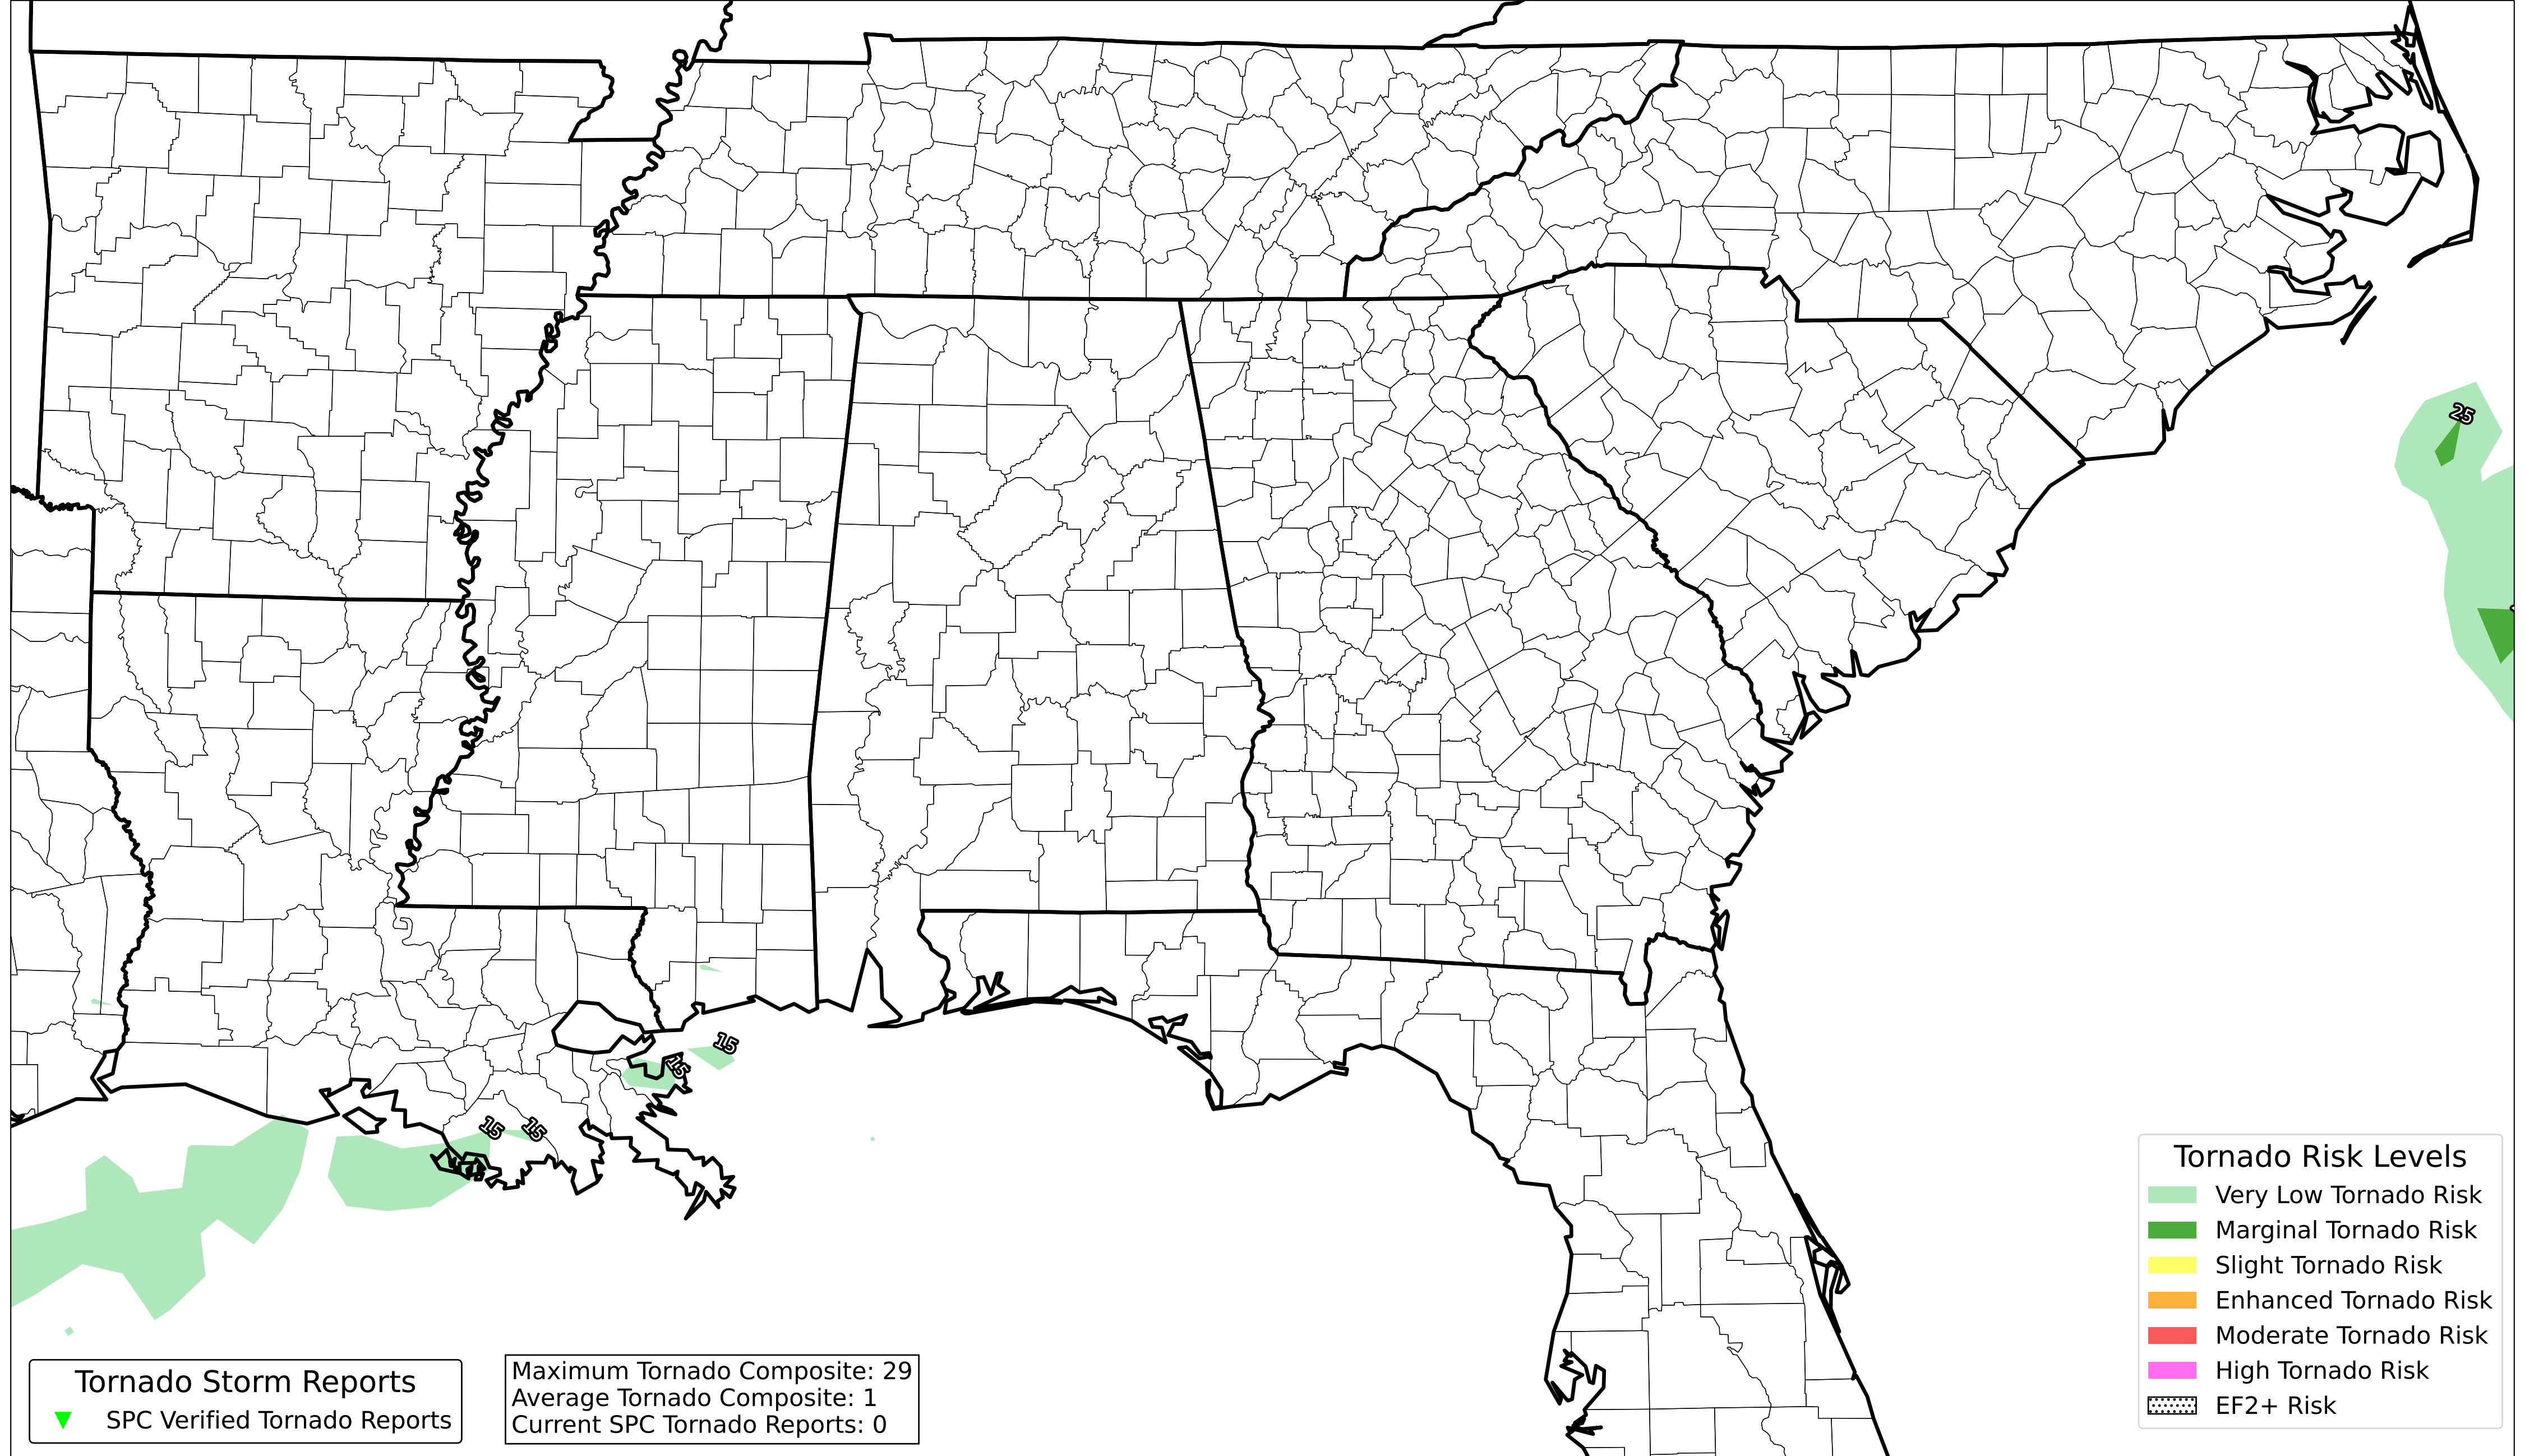 25
15
15
15
15
Tornado Risk Levels
Very Low Tornado Risk
Marginal Tornado Risk
Slight Tornado Risk
Enhanced Tornado Risk
Moderate Tornado Risk
High Tornado Risk
EF2+ Risk
Tornado Storm Reports
SPC Verified Tornado Reports
Maximum Tornado Composite: 29
Average Tornado Composite: 1
Current SPC Tornado Reports: 0